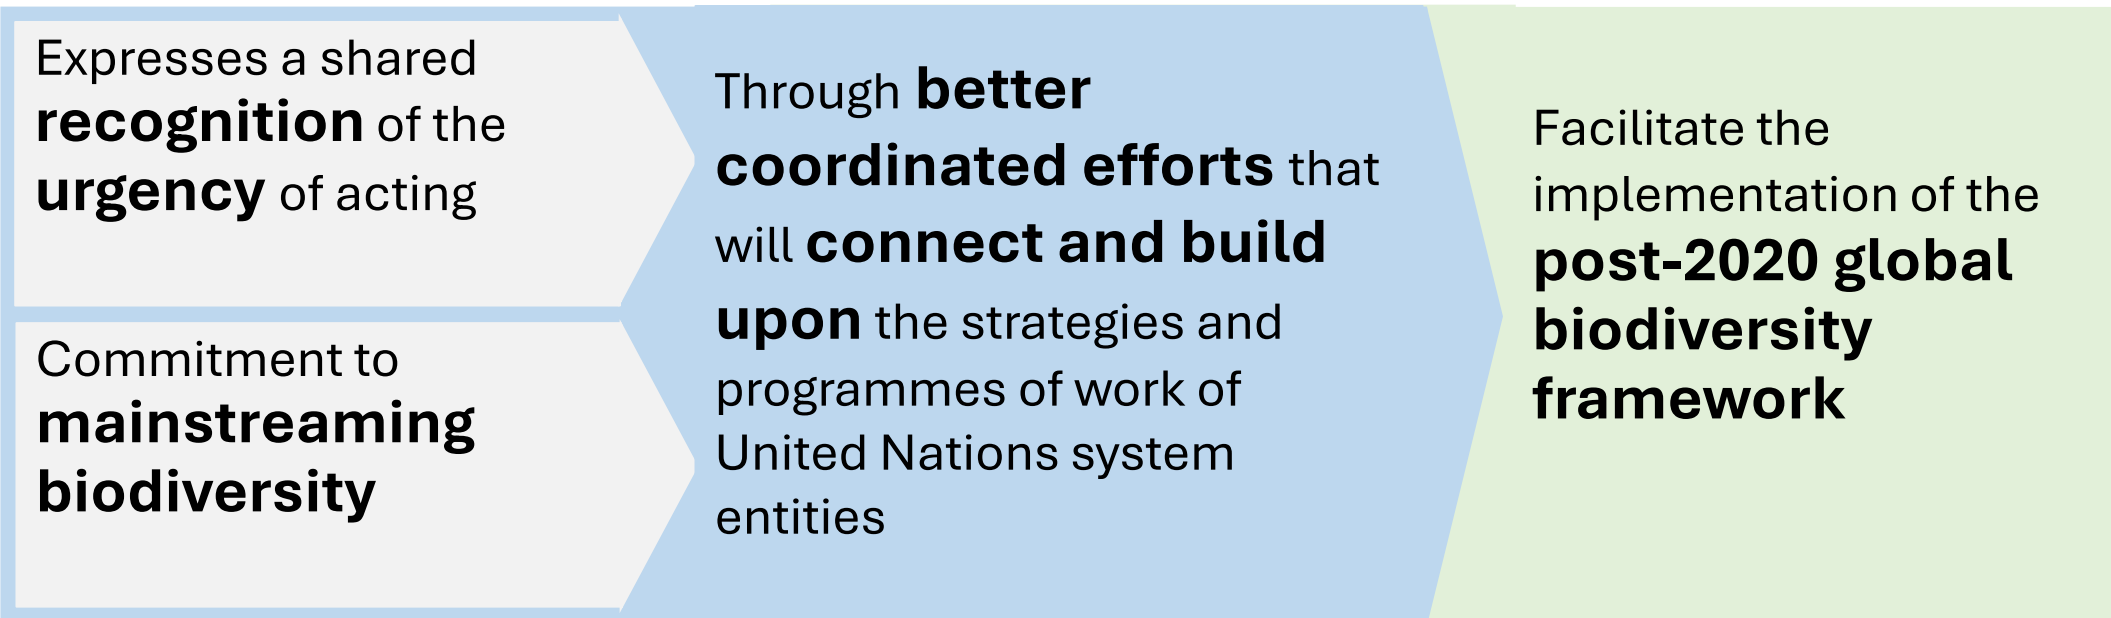 Expresses a shared
recognition of the
urgency of acting
Commitment to
mainstreaming
biodiversity
Through better
coordinated efforts that
will connect and build
upon the strategies and
programmes of work of
United Nations system
entities
Facilitate the
implementation of the
post-2020 global
biodiversity
framework